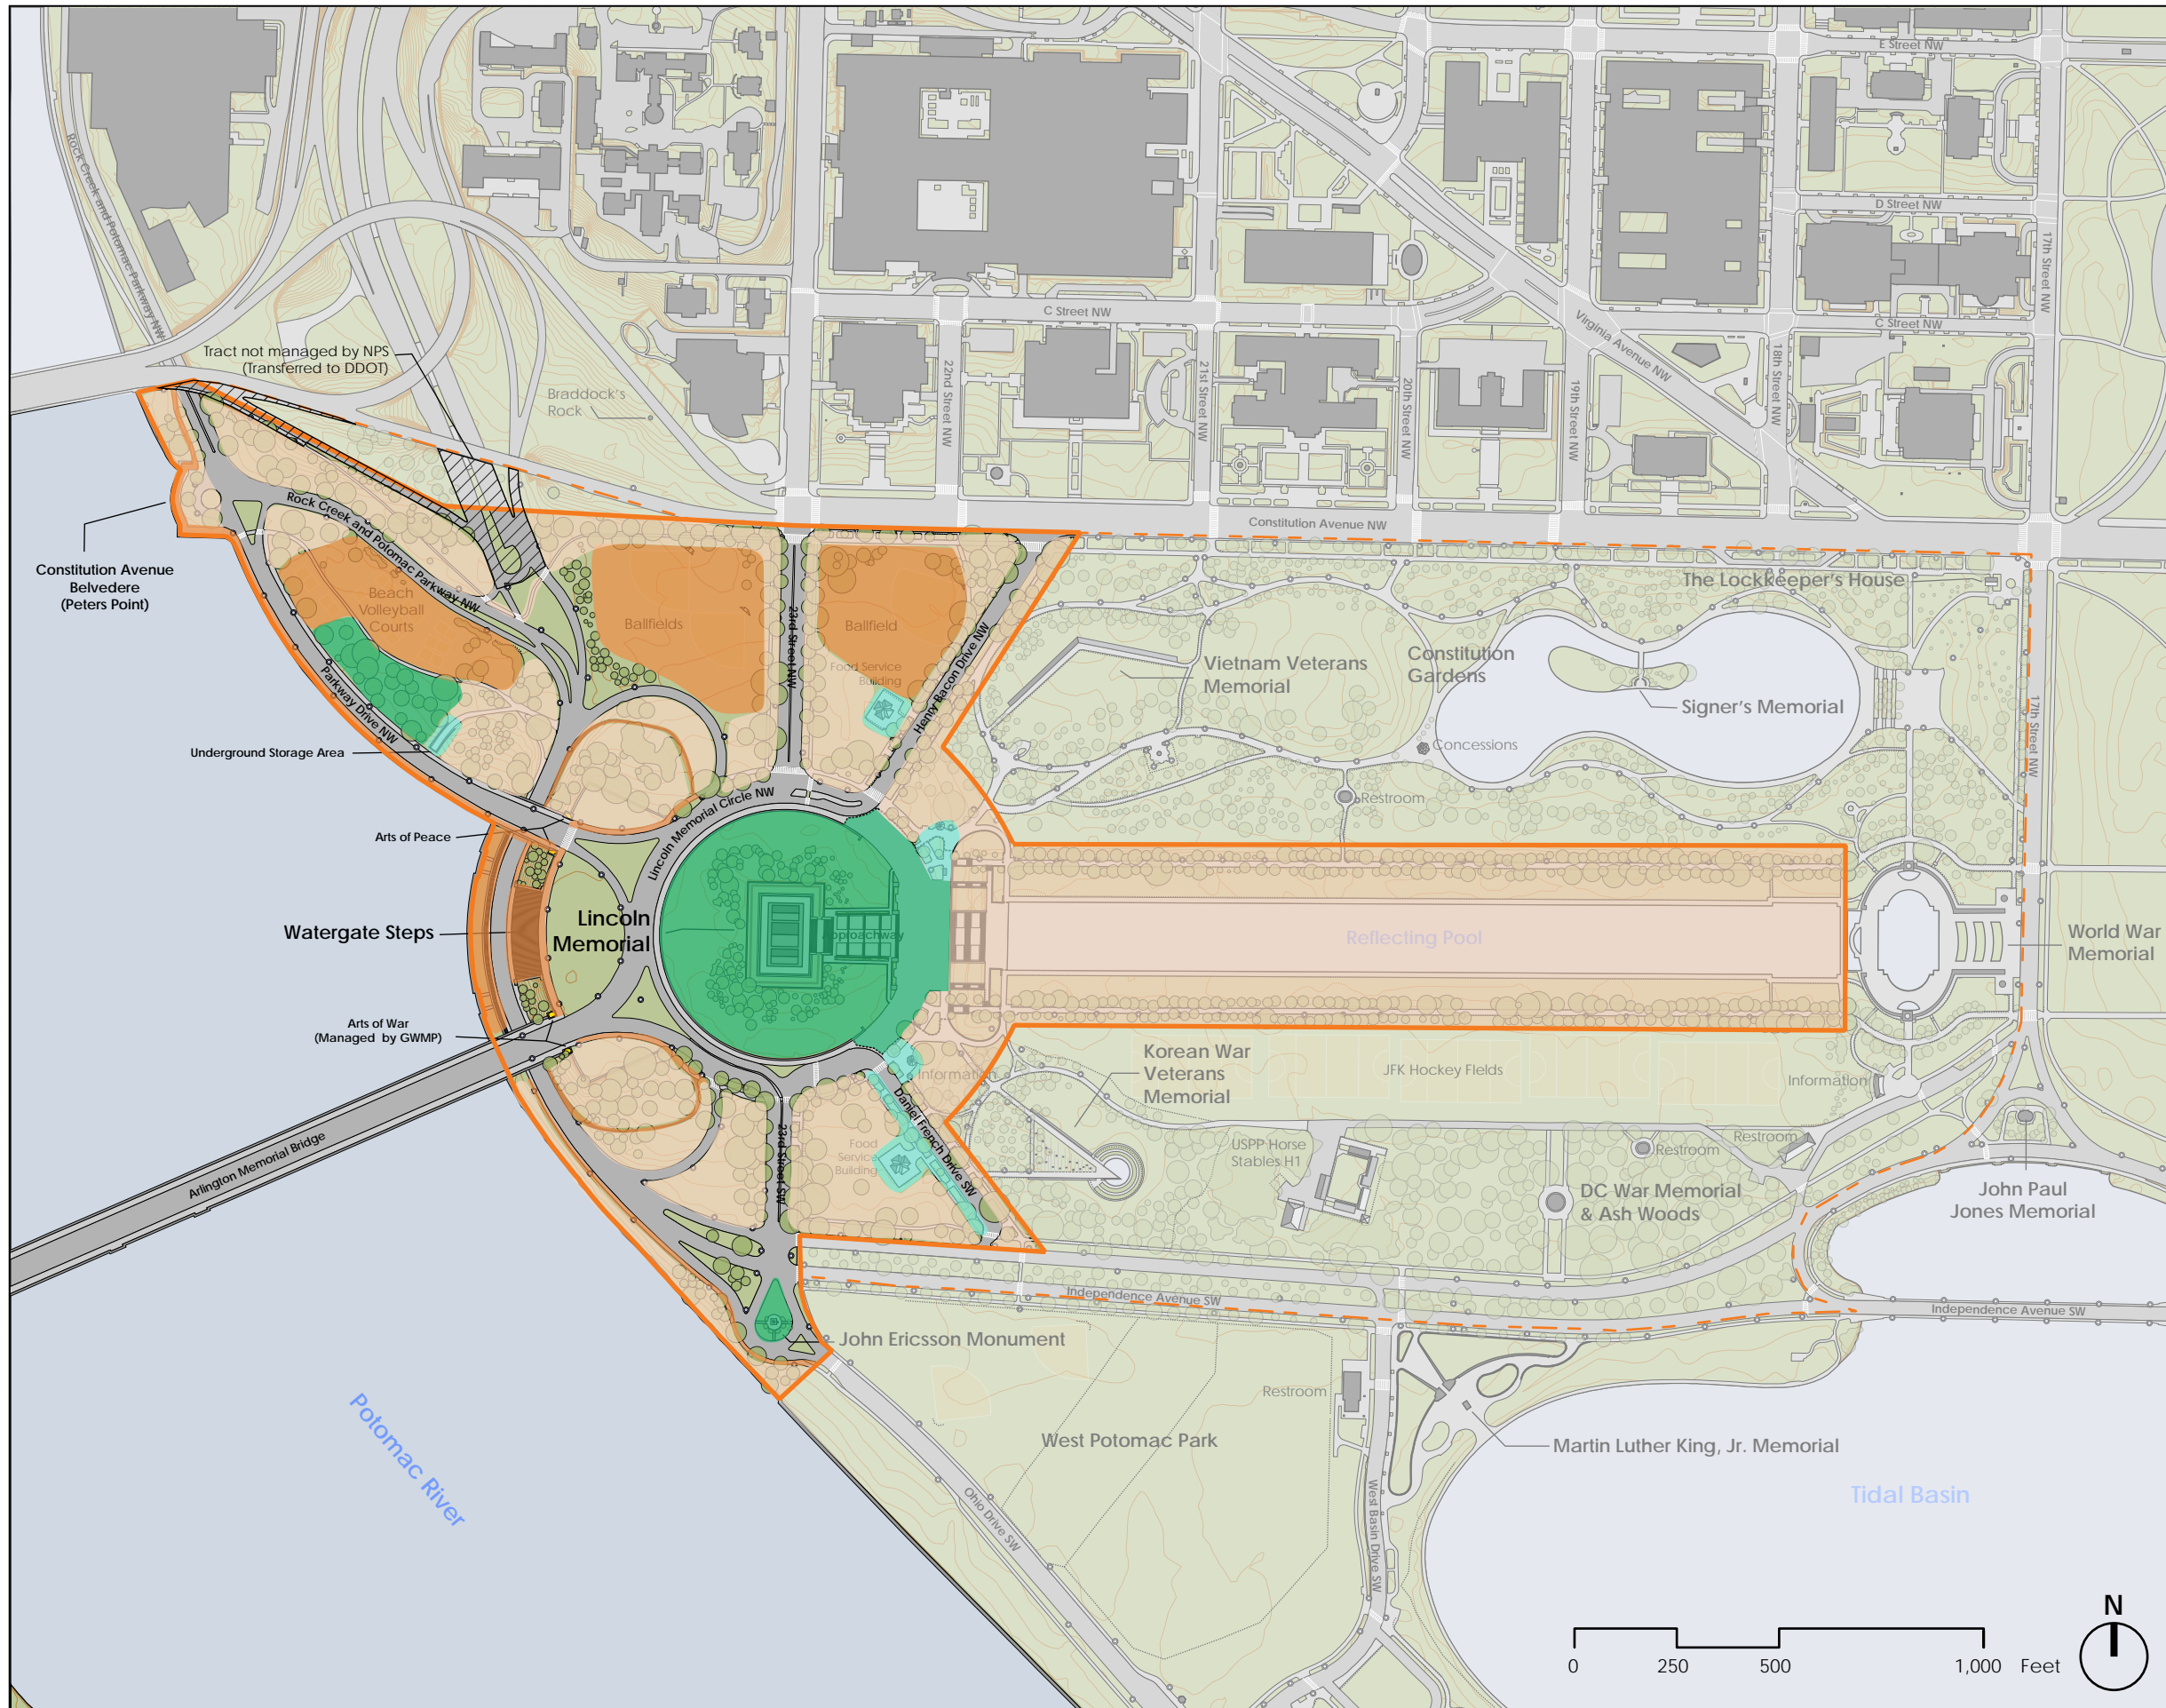 E Street NW
Rock Creek and Potomac Parkway NW
D Street NW
17th Street NW
C Street NW
C Street NW
Virginia Avenue NW
22nd Street NW
21st Street NW
20th Street NW
19th Street NW
18th Street NW
Tract not managed by NPS
(Transferred to DDOT)
Braddock's
Rock
Constitution Avenue NW
Rock Creek and Potomac Parkway NW
Constitution Avenue
Belvedere
(Peters Point)
Beach
Volleyball
Courts
Ballfields
23rd Street NW
Ballfield
Food Service
Building
Henry Bacon Drive NW
The Lockkeeper's House
Vietnam Veterans
Memorial
Constitution
Gardens
Signer's Memorial
17th Street NW
Concessions
Restroom
Parkway Drive NW
Underground Storage Area
Lincoln Memorial Circle NW
Arts of Peace
Watergate Steps
Lincoln
Memorial
Approachway
Reflecting Pool
World War
Memorial
Arts of War
(Managed by GWMP)
Information
Korean War
Veterans
Memorial
JFK Hockey Fields
Information
Daniel French Drive SW
23rd Street SW
Food
Service
Building
USPP Horse
Stables H1
Restroom
Restroom
DC War Memorial
& Ash Woods
John Paul
Jones Memorial
Arlington Memorial Bridge
Independence Avenue SW
Independence Avenue SW
John Ericsson Monument
Restroom
West Potomac Park
Martin Luther King, Jr. Memorial
Potomac River
Ohio Drive SW
West Basin Drive SW
Tidal Basin
N
0 250 500 1,000 Feet